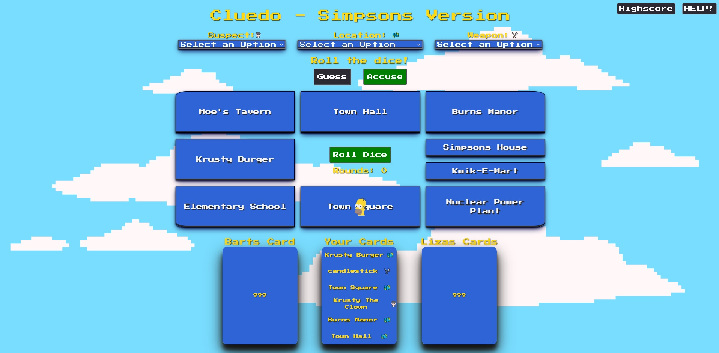 Cluedo - Simpsons Version
Highscore
HELP!
Suspect:
Location:
Weapon:
Select an Option
Select an Option
Select an Option
Roll the dice!
Guess
Accuse
Moe's Tavern
Town Hall
Burns Manor
Krusty Burger
Roll Dice
Rounds: 0
Simpsons House
Kwik-E-Mart
Elementary School
Town Square
Nuclear Power
Plant
Barts Card
Your Cards
Lisas Cards
???
Krusty Burger
candlestick
Town Square
Krusty The
Clown
Burns Manor
Town Hall
???